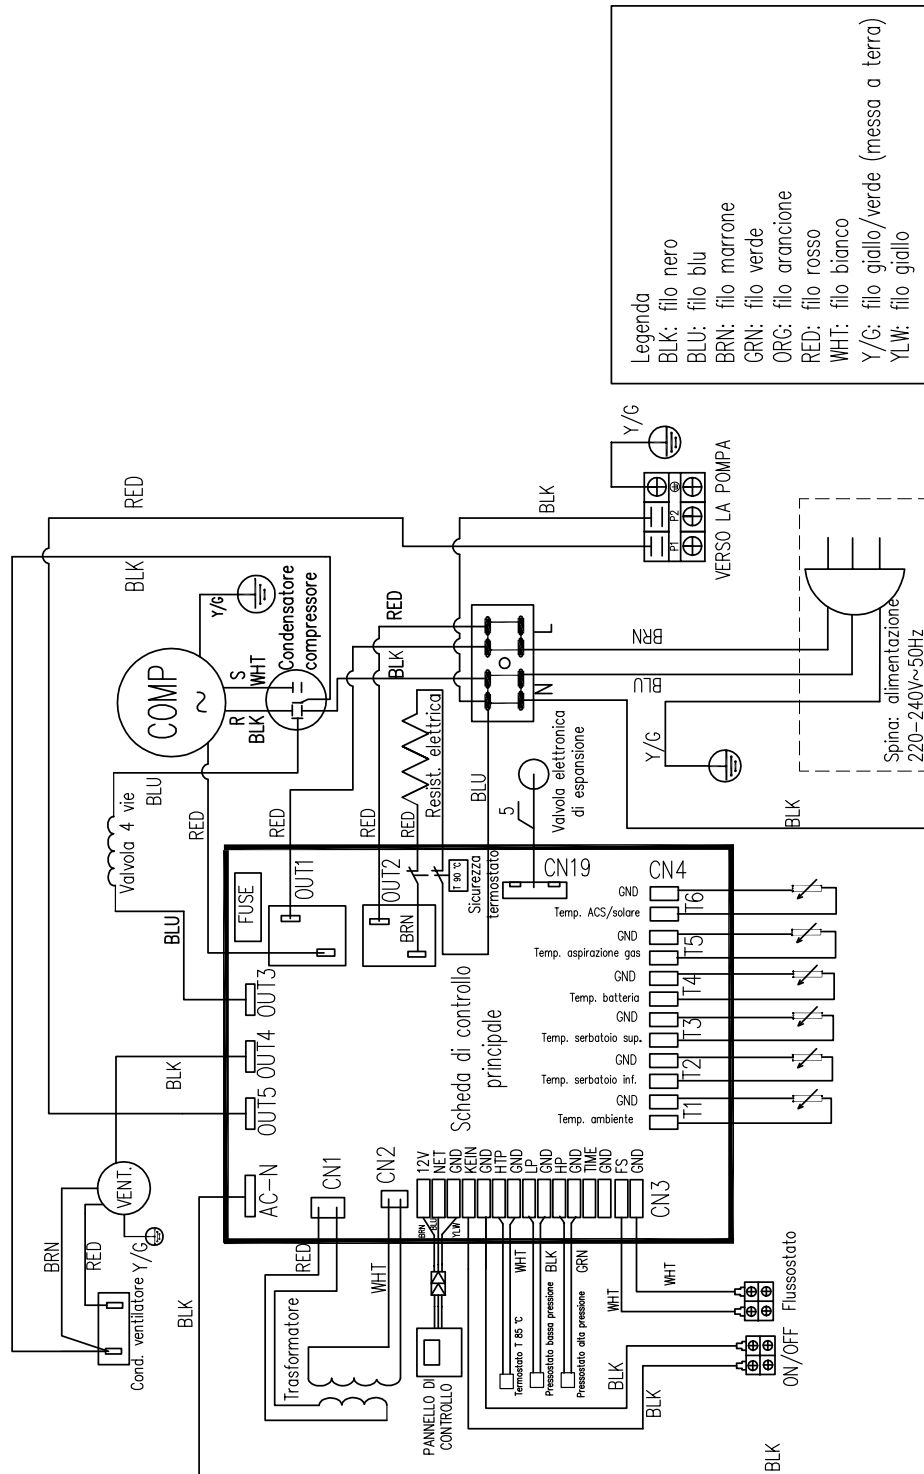 Legenda
BLK: filo nero
BLU: filo blu
BRN: filo marrone
GRN: filo verde
ORG: filo arancione
RED: filo rosso
WHT: filo bianco
Y/G: filo giallo/verde (messa a terra)
YLW: filo giallo
RED
BLK
Y/G
BLK
P1
P2
VERSO LA POMPA
COMP
~
Y/G
S
WHT
R
BLK
Condensatore
compressore
RED
BLK
L
N
BRN
BLU
Y/G
Spina: alimentazione
220-240V~50Hz
BLK
BLU
Valvola 4 vie
BLU
RED
RED
RED
RED
Resist. elettrica
BLU
5
Valvola elettronica
di espansione
FUSE
OUT1
OUT2
BRN
T 90 °C
Sicurezza
termostato
CN19
CN4
OUT3
OUT4
OUT5
AC-N
BLK
Scheda di controllo
principale
GND
Temp. ACS/solare
T6
GND
Temp. aspirazione gas
T5
GND
Temp. batteria
T4
GND
Temp. serbatoio sup.
T3
GND
Temp. serbatoio inf.
T2
GND
Temp. ambiente
T1
VENT.
BRN
RED
Y/G
Cond. ventilatore
BLK
CN1
CN2
RED
WHT
Trasformatore
12V
NET
GND
KEIN
GND
HTP
GND
LP
GND
HP
GND
TIME
GND
FS
GND
CN3
BRN
BLU
YLW
PANNELLO DI
CONTROLLO
WHT
Termostato T 85 °C
BLK
Pressostato bassa pressione
GRN
Pressostato alta pressione
WHT
WHT
Flussostato
BLK
BLK
ON/OFF
BLK